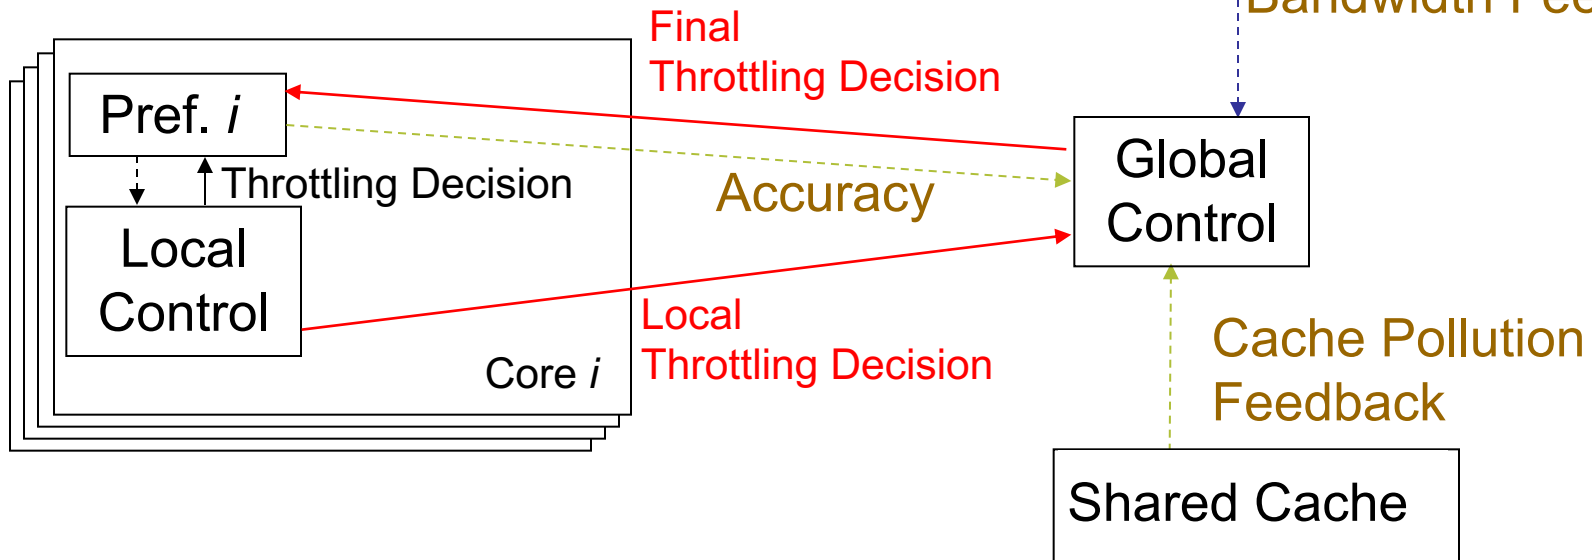 Final
Throttling Decision
Pref. i
Throttling Decision
Local
Control
Core i
Accuracy
Local
Throttling Decision
Bandwidth
Global
Control
Cache Pollution
Feedback
Shared Cache